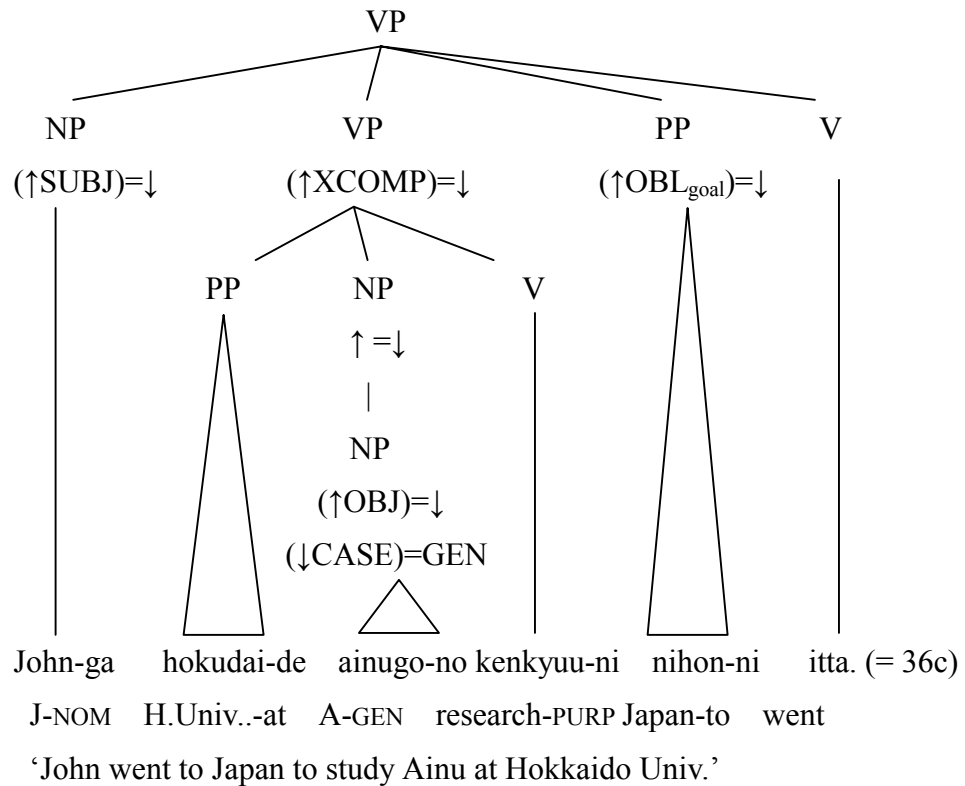 VP
NP VP PP V
(↑SUBJ)=↓ (↑XCOMP)=↓ (↑OBLgoal)=↓
PP NP V
↑ =↓
|
NP
(↑OBJ)=↓
(↓CASE)=GEN
John-ga hokudai-de ainugo-no kenkyuu-ni nihon-ni itta. (= 36c)
J-NOM H.Univ..-at A-GEN research-PURP Japan-to went
‘John went to Japan to study Ainu at Hokkaido Univ.’